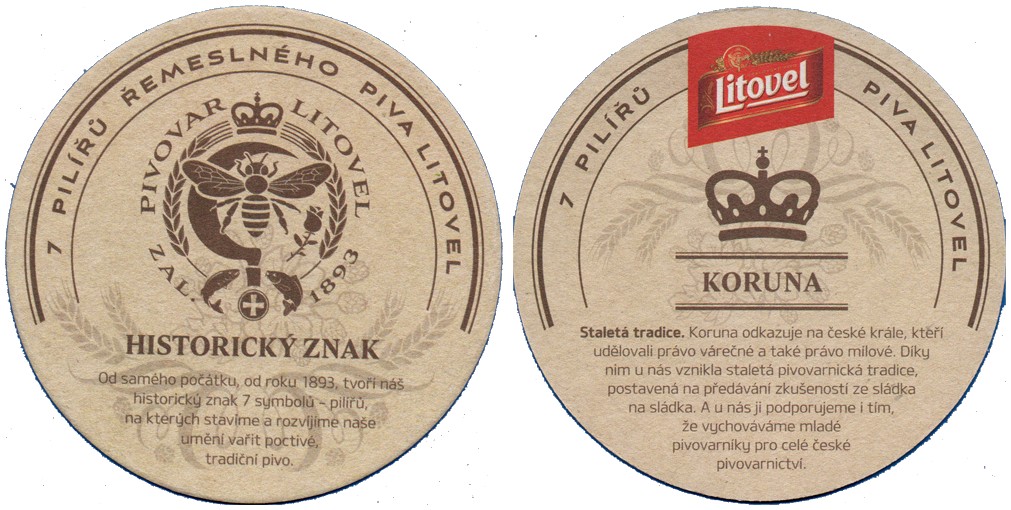 7 PILÍŘŮ ŘEMESLNÉHO PIVA LITOVEL
PIVOVAR LITOVEL
ZAL. 1893
HISTORICKÝ ZNAK
Od samého počátku, od roku 1893, tvoří náš
historický znak 7 symbolů – pilířů,
na kterých stavíme a rozvíjíme naše
umění vařit poctivé,
tradiční pivo.
Litovel
7 PILÍŘŮ PIVA LITOVEL
KORUNA
Staletá tradice. Koruna odkazuje na české krále, kteří
udělovali právo várečné a také právo mílové. Díky
nim u nás vznikla staletá pivovarnická tradice,
postavená na předávání zkušeností ze sládka
na sládka. A u nás ji podporujeme i tím,
že vychováváme mladé
pivovarníky pro celé české
pivovarnictví.